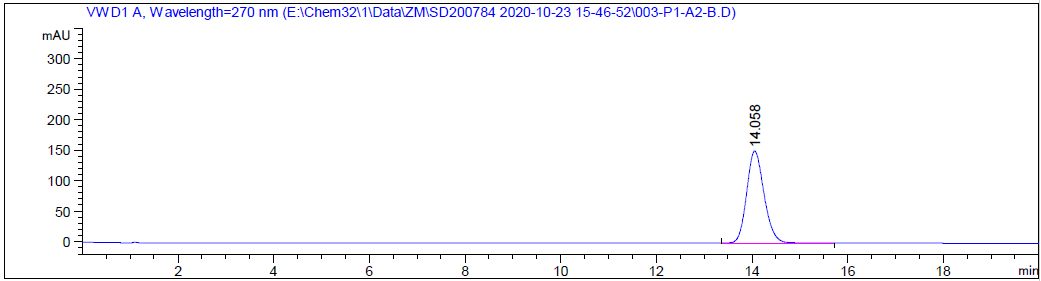 VWD1 A, Wavelength=270 nm (E:\Chem32\1\Data\ZM\SD200784 2020-10-23 15-46-52\003-P1-A2-B.D)
mAU
300
250
200
150
100
50
0
14.058
2 4 6 8 10 12 14 16 18 min